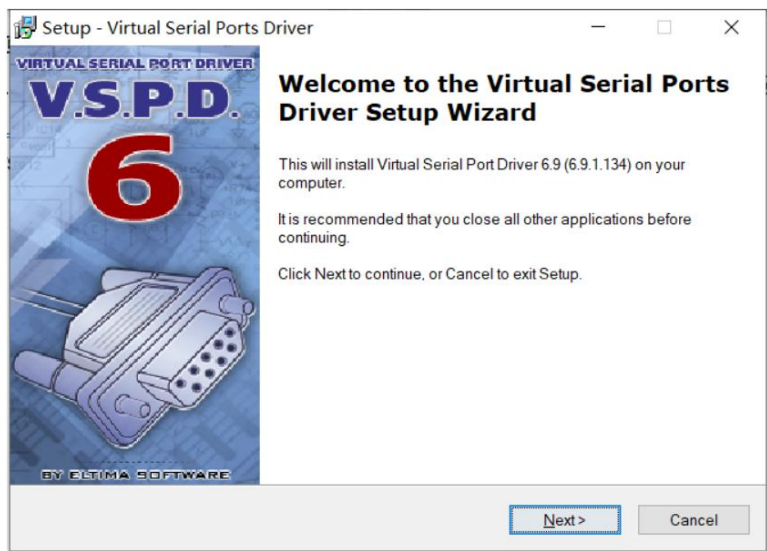 Setup - Virtual Serial Ports Driver
VIRTUAL SERIAL PORT DRIVER
V.S.P.D.
6
BY ELTIMA SOFTWARE
Welcome to the Virtual Serial Ports
Driver Setup Wizard
This will install Virtual Serial Port Driver 6.9 (6.9.1.134) on your
computer.
It is recommended that you close all other applications before
continuing.
Click Next to continue, or Cancel to exit Setup.
Next >
Cancel